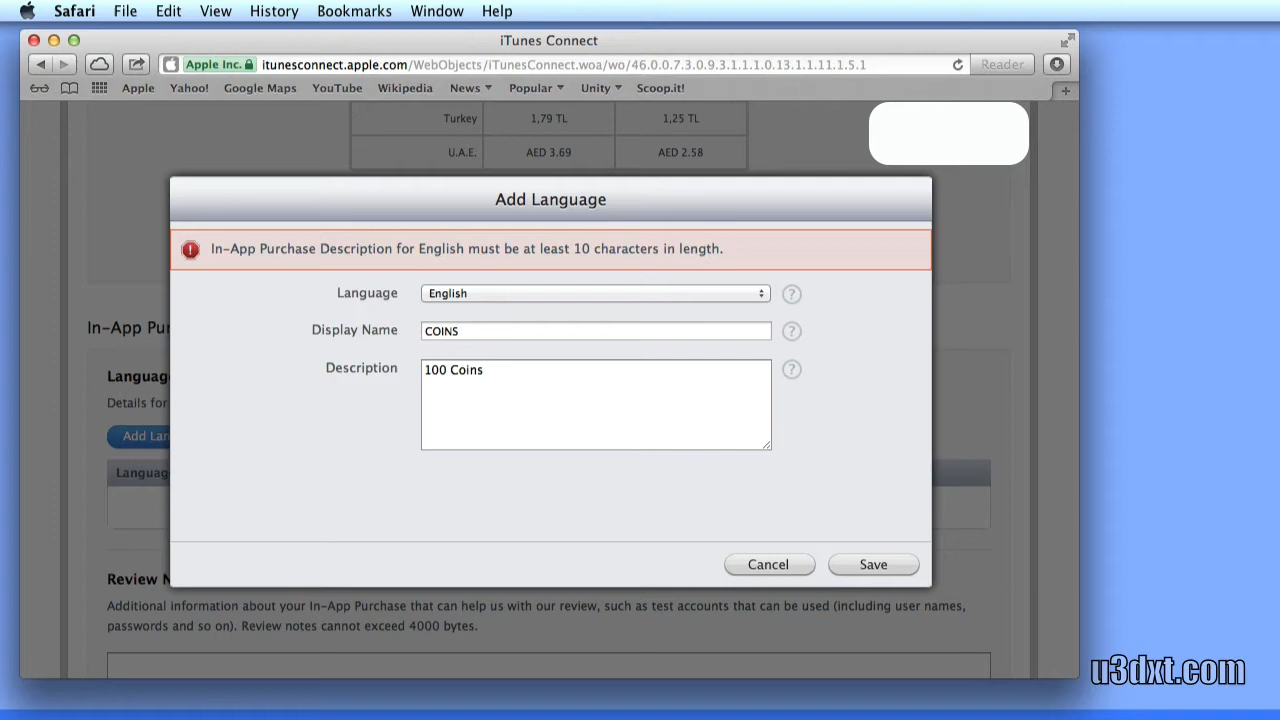 Safari File Edit View History Bookmarks Window Help
iTunes Connect
Apple Inc. itunesconnect.apple.com/WebObjects/iTunesConnect.woa/wo/46.0.0.7.3.0.9.3.1.1.1.0.13.1.1.11.1.5.1 Reader
Apple Yahoo! Google Maps YouTube Wikipedia News Popular Unity Scoop.it!
Turkey 1,79 TL 1,25 TL
U.A.E. AED 3.69 AED 2.58
Add Language
In-App Purchase Description for English must be at least 10 characters in length.
Language English ?
In-App Pur
Display Name COINS ?
Description 100 Coins ?
Languag
Details for
Add Lan
Languag
Cancel Save
Review N
Additional information about your In-App Purchase that can help us with our review, such as test accounts that can be used (including user names,
passwords and so on). Review notes cannot exceed 4000 bytes.
u3dxt.com